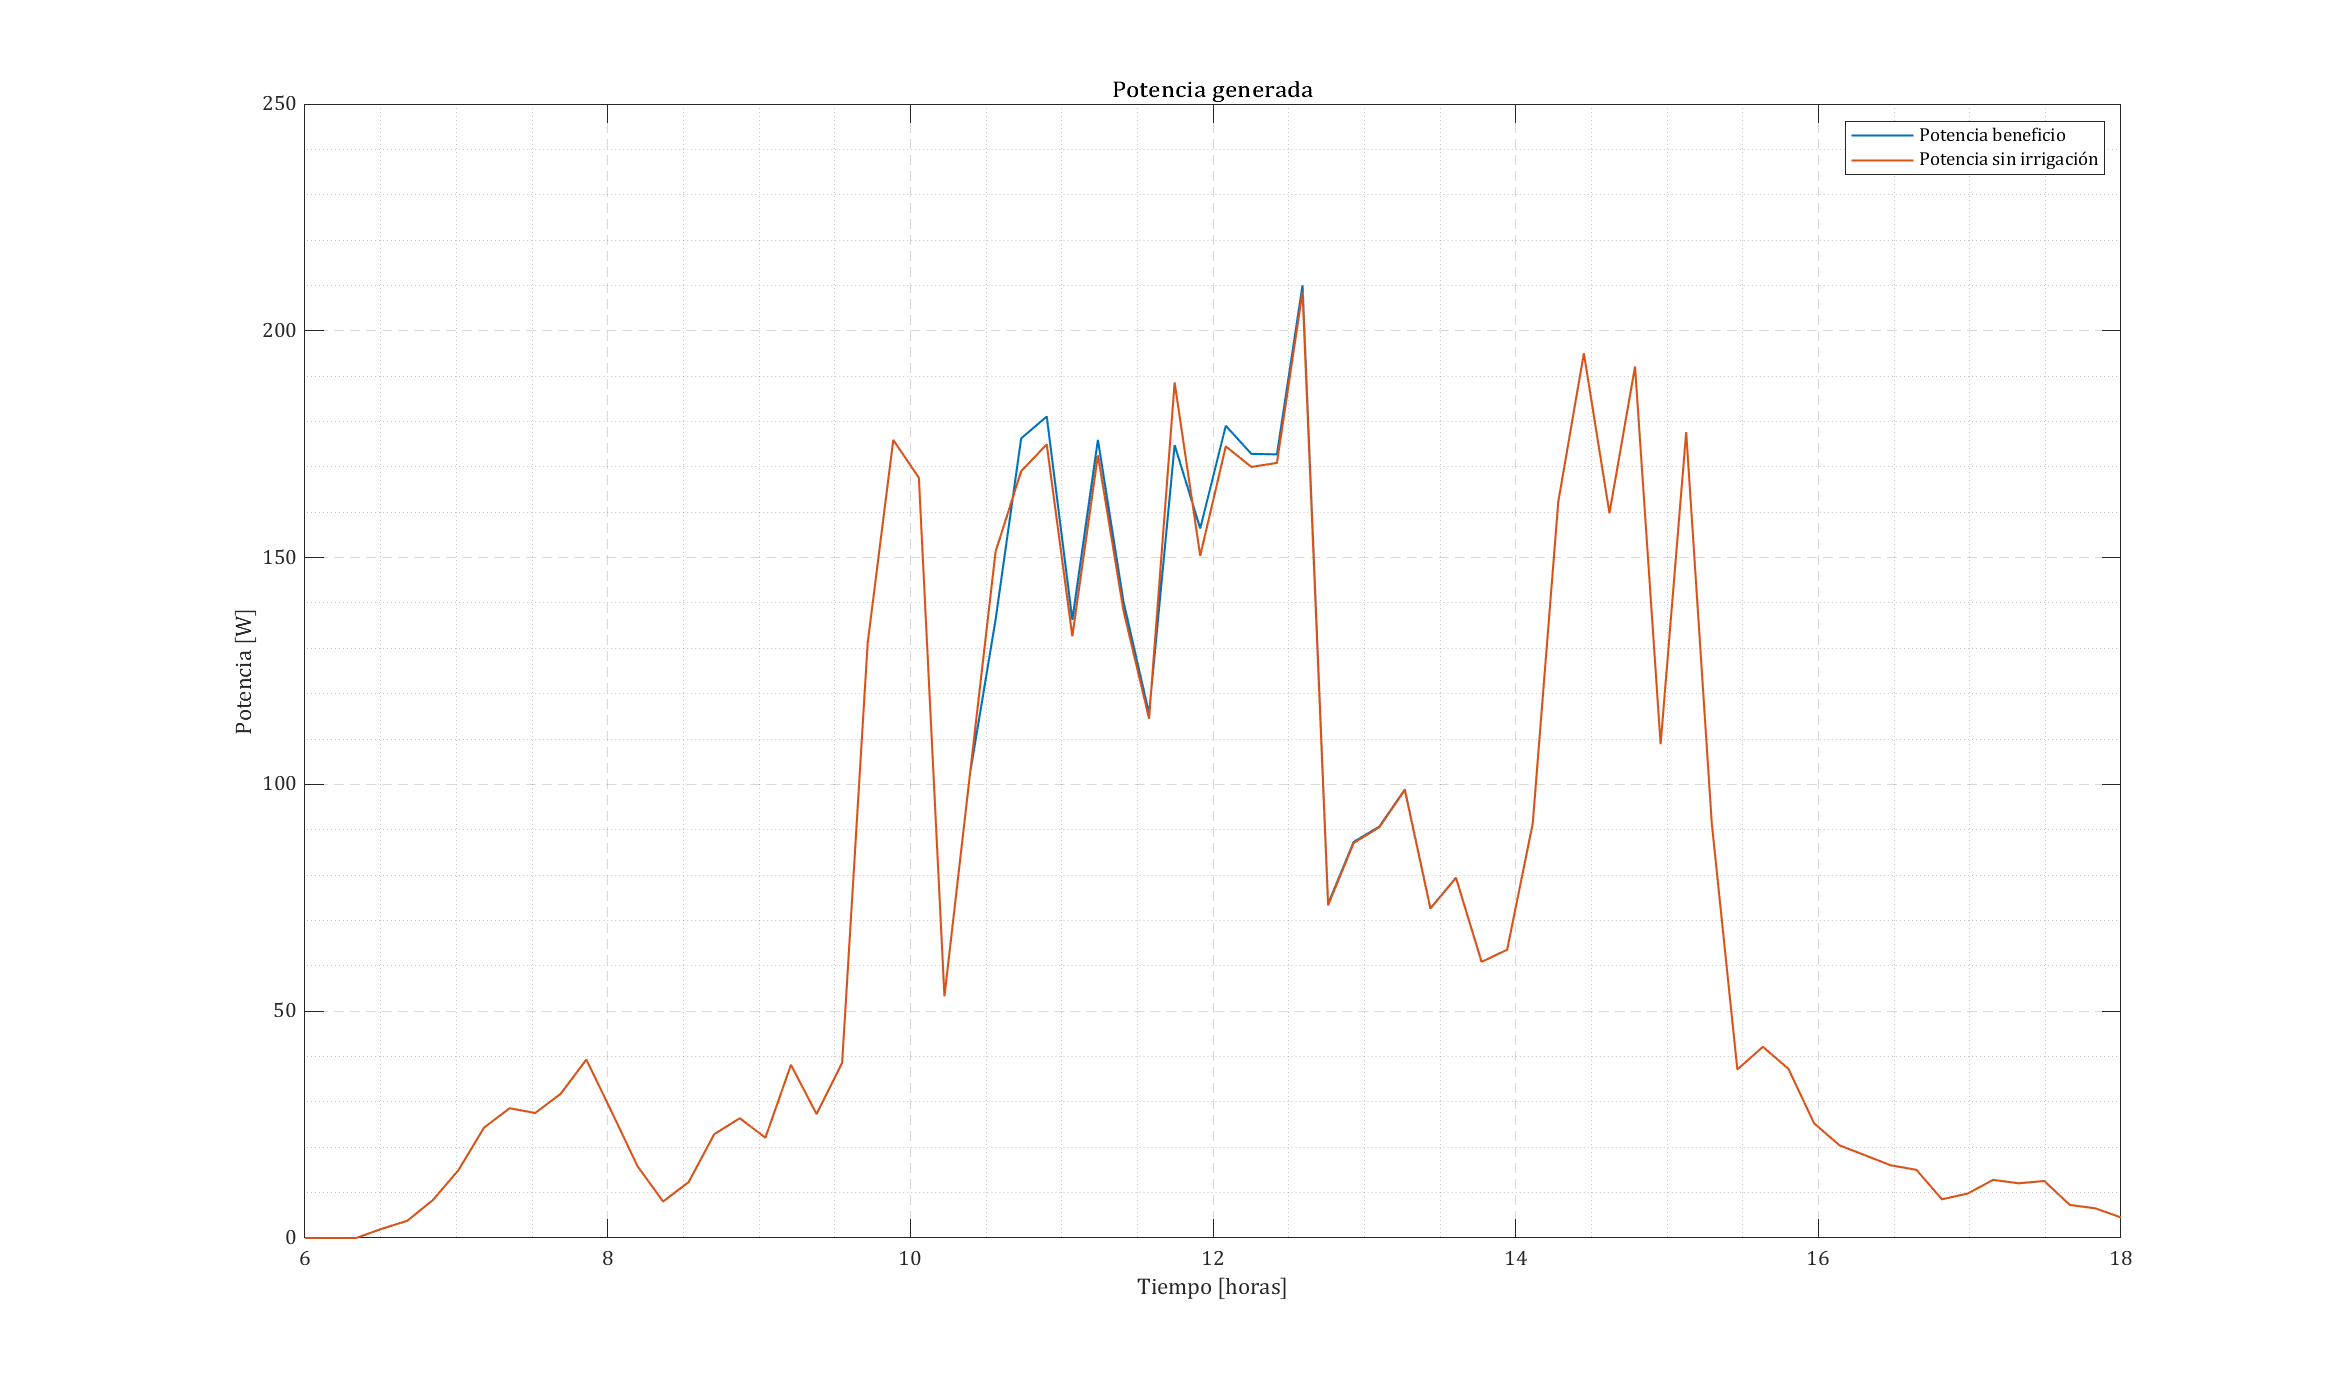 Potencia generada
250
200
150
100
50
0
Potencia [W]
Potencia beneficio
Potencia sin irrigación
6
8
10
12
14
16
18
Tiempo [horas]